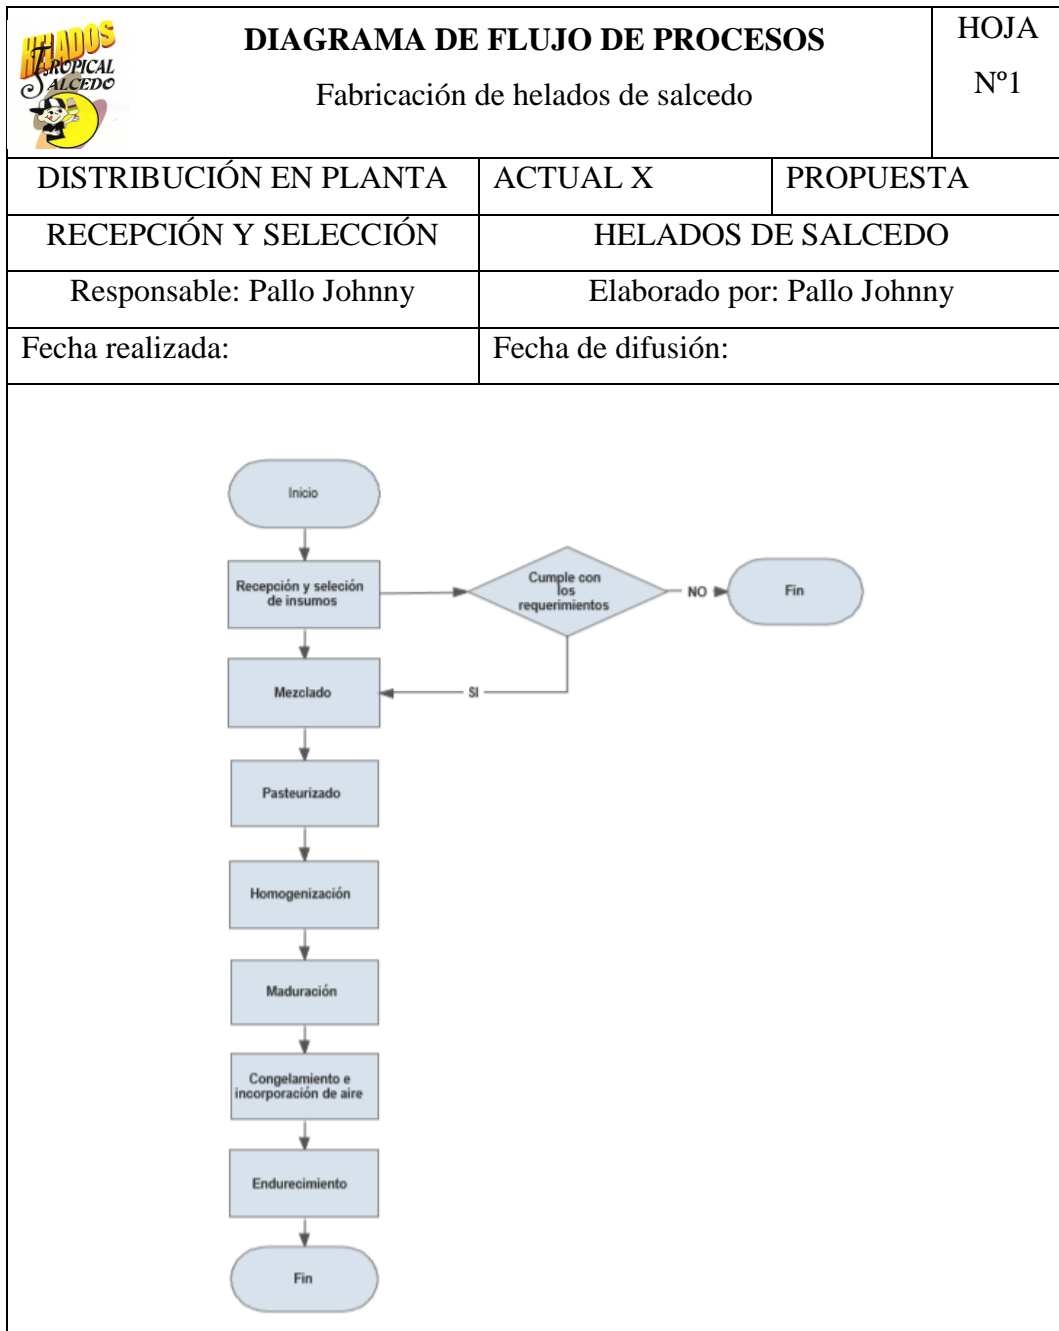 HELADOS
TROPICAL
SALCEDO
DIAGRAMA DE FLUJO DE PROCESOS
Fabricación de helados de salcedo
HOJA
Nº1
DISTRIBUCIÓN EN PLANTA
ACTUAL X
PROPUESTA
RECEPCIÓN Y SELECCIÓN
HELADOS DE SALCEDO
Responsable: Pallo Johnny
Elaborado por: Pallo Johnny
Fecha realizada:
Fecha de difusión:
Inicio
Recepción y seleción
de insumos
Cumple con
los
requerimientos
NO
Fin
Mezclado
SI
Pasteurizado
Homogenización
Maduración
Congelamiento e
incorporación de aire
Endurecimiento
Fin